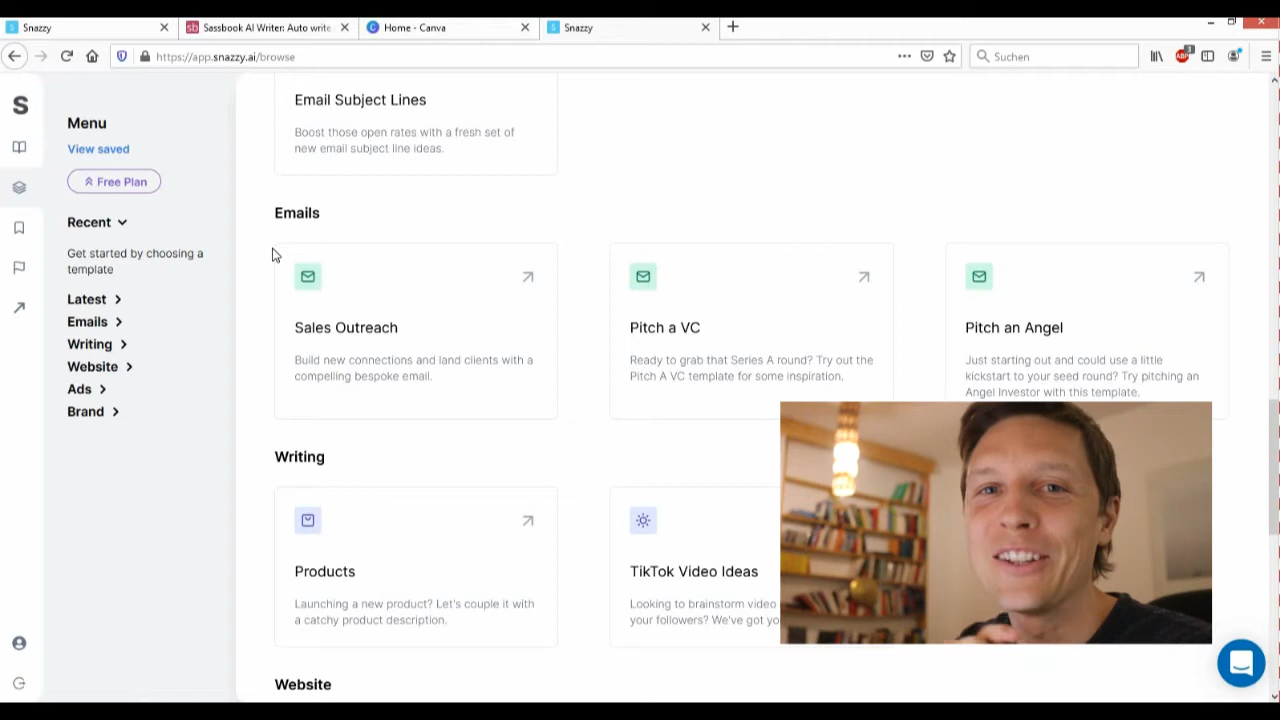 Snazzy
Sassbook AI Writer: Auto write
Home - Canva
Snazzy
https://app.snazzy.ai/browse
Suchen
ABP
3
S
Menu
View saved
Free Plan
Recent
Get started by choosing a
template
Latest
Emails
Writing
Website
Ads
Brand
Email Subject Lines
Boost those open rates with a fresh set of
new email subject line ideas.
Emails
Sales Outreach
Build new connections and land clients with a
compelling bespoke email.
Pitch a VC
Ready to grab that Series A round? Try out the
Pitch A VC template for some inspiration.
Pitch an Angel
Just starting out and could use a little
kickstart to your seed round? Try pitching an
Angel Investor with this template.
Writing
Products
Launching a new product? Let's couple it with
a catchy product description.
TikTok Video Ideas
Looking to brainstorm video
your followers? We've got yo
Website